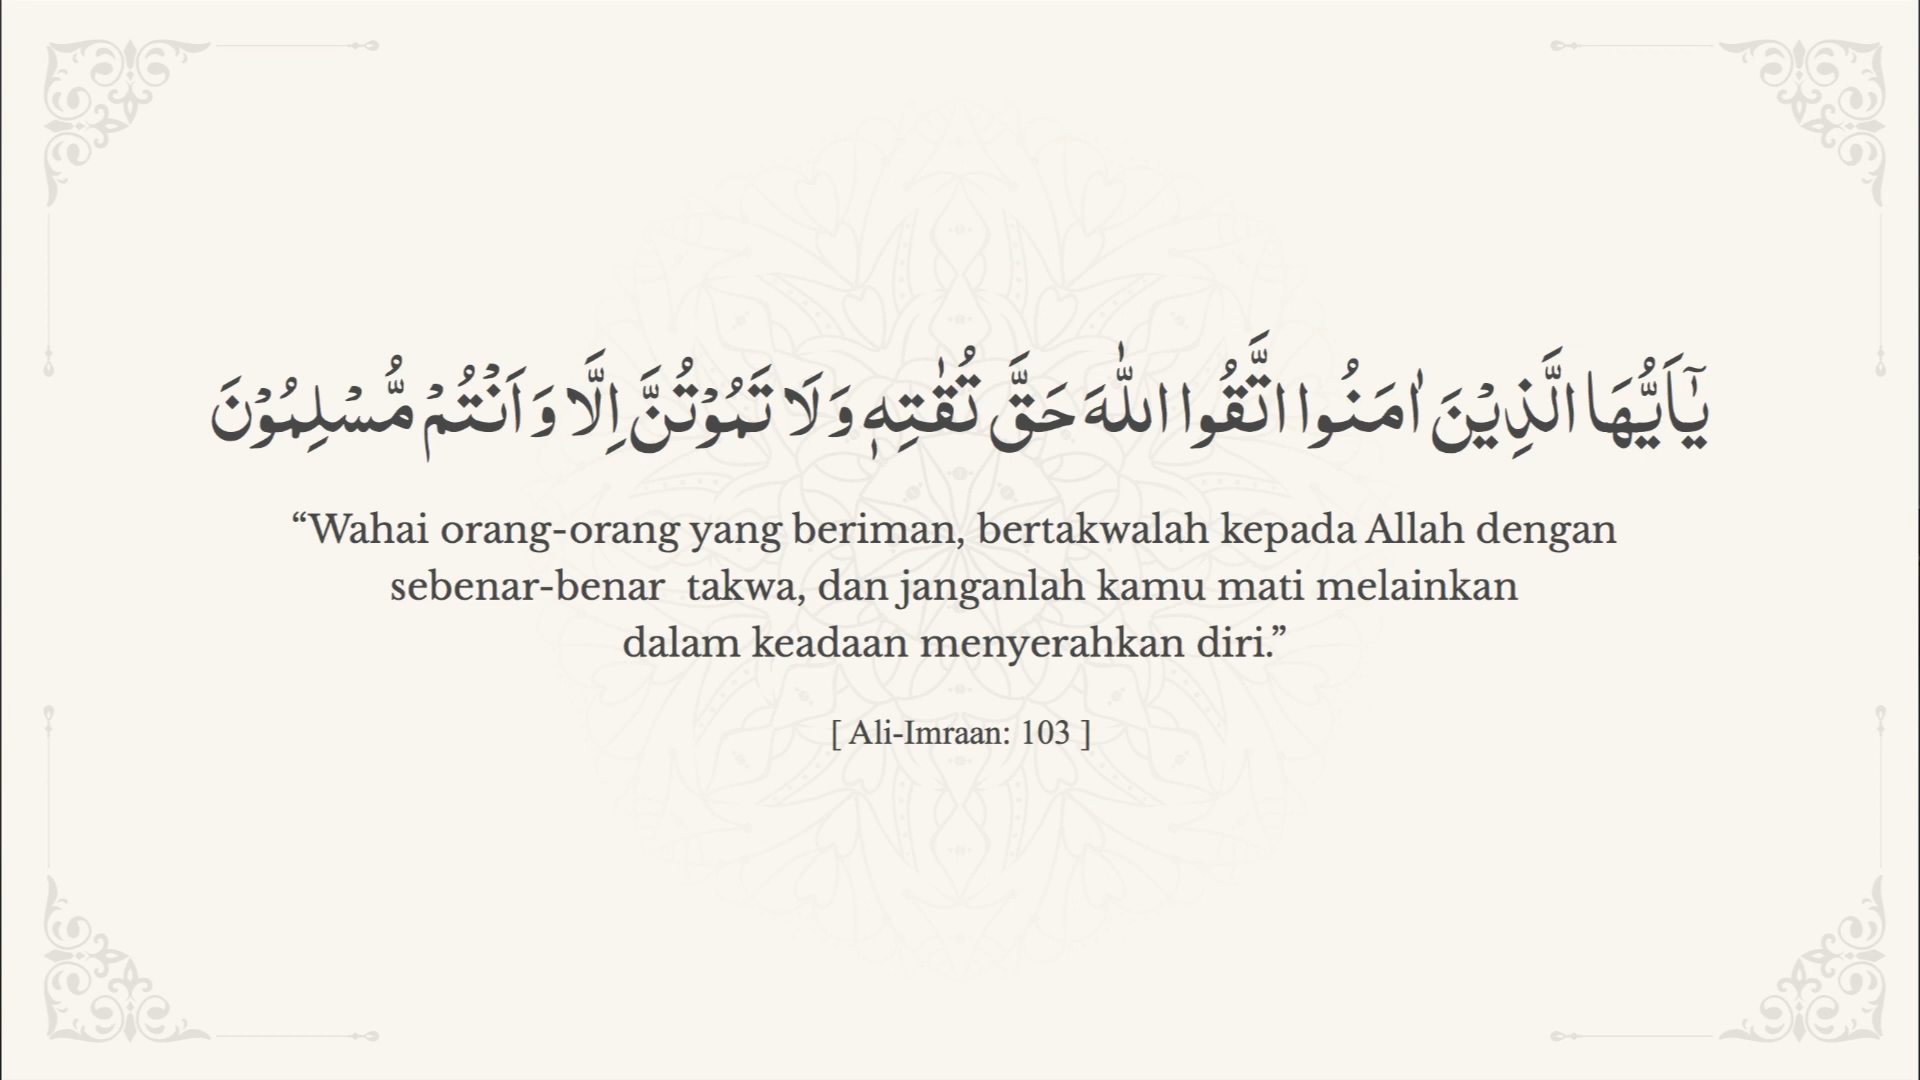 يٰٓاَيُّهَا الَّذِيْنَ اٰمَنُوا اتَّقُوا اللّٰهَ حَقَّ تُقٰتِهٖ وَلَا تَمُوْتُنَّ اِلَّا وَاَنْتُمْ مُّسْلِمُوْنَ
“Wahai orang-orang yang beriman, bertakwalah kepada Allah dengan
sebenar-benar  takwa, dan janganlah kamu mati melainkan
dalam keadaan menyerahkan diri.”
[ Ali-Imraan: 103 ]